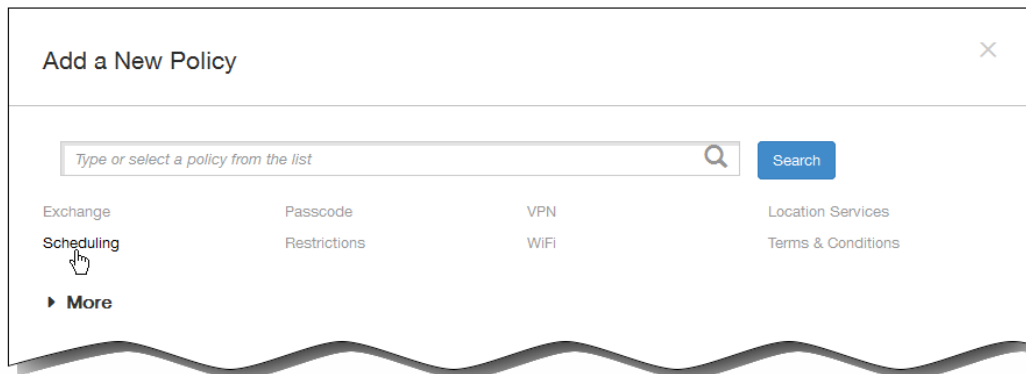 Add a New Policy
Type or select a policy from the list Search
Exchange Passcode VPN Location Services
Scheduling Restrictions WiFi Terms & Conditions
More